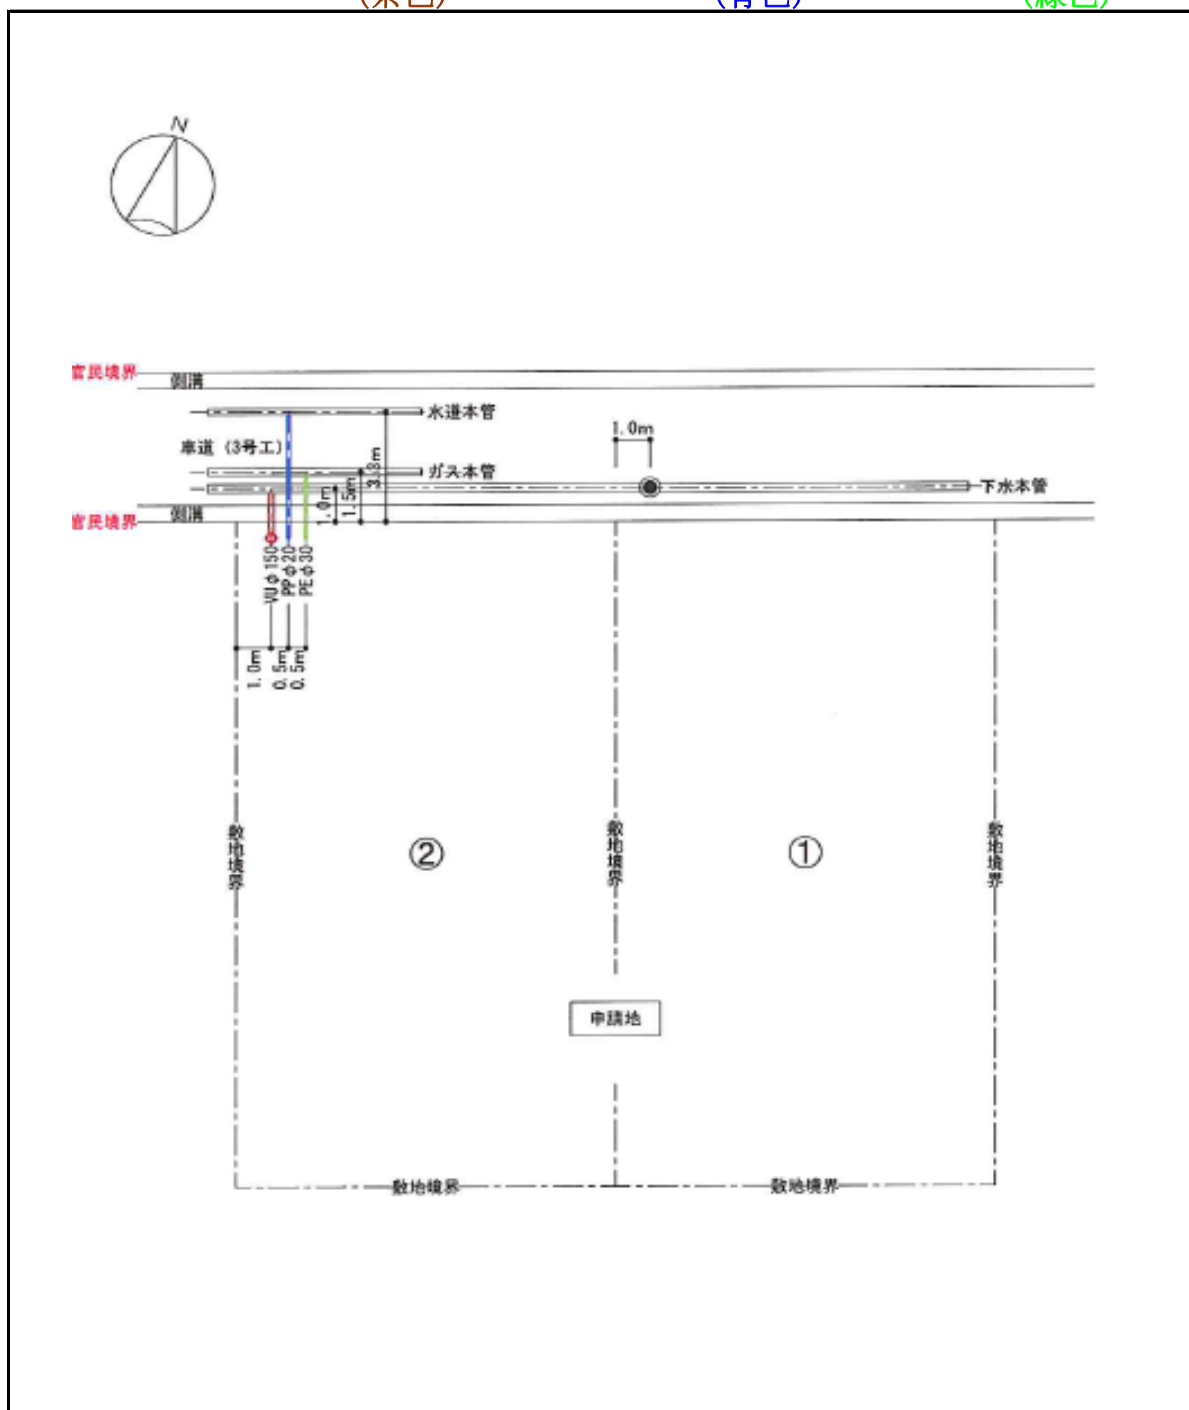 N
官民境界
側溝
水道本管
1.0m
車道 (3号工)
3.3m
ガス本管
1.5m
1.0m
下水本管
側溝
官民境界
VUφ150
PPφ20
PEφ30
1.0m
0.5m
0.5m
敷地境界
敷地境界
敷地境界
②
①
申請地
敷地境界
敷地境界